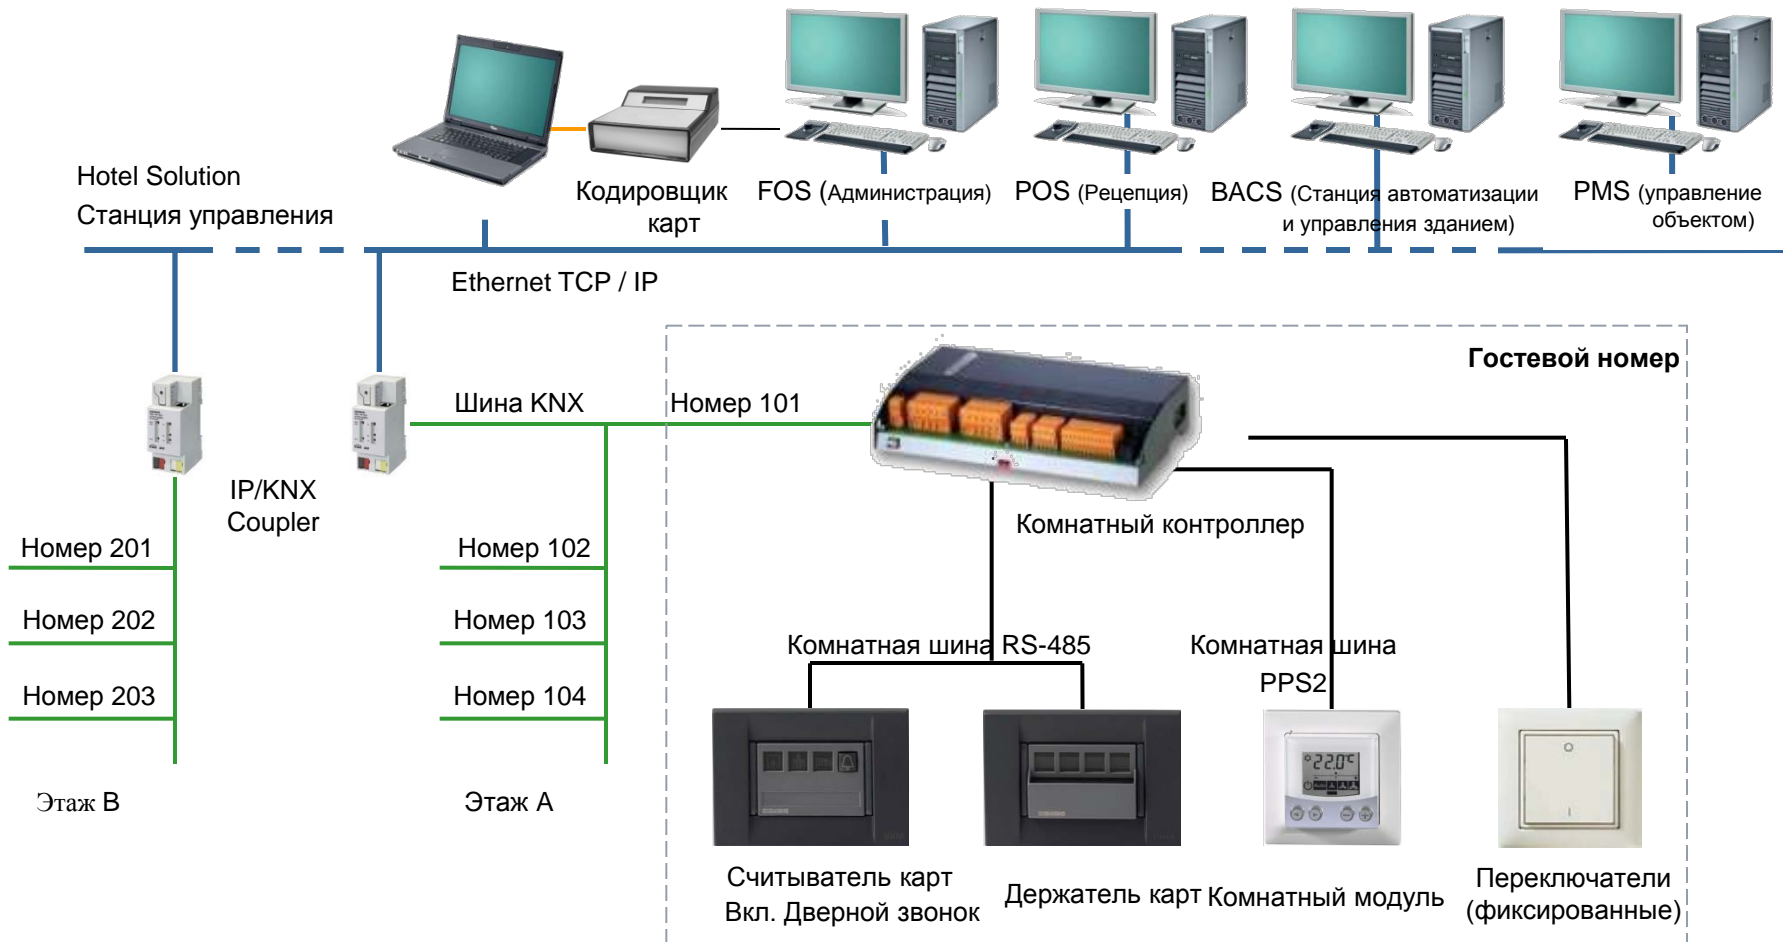 Hotel Solution
Станция управления
Кодировщик
карт
FOS (Администрация)
POS (Рецепция)
BACS (Станция автоматизации
и управления зданием)
PMS (управление
объектом)
Ethernet TCP / IP
Гостевой номер
Шина KNX
Номер 101
IP/KNX
Coupler
Комнатный контроллер
Номер 201
Номер 102
Номер 202
Номер 103
Номер 203
Номер 104
Комнатная шина RS-485
Комнатная шина
PPS2
22.0°C
Этаж B
Этаж A
Считыватель карт
Вкл. Дверной звонок
Держатель карт
Комнатный модуль
Переключатели
(фиксированные)